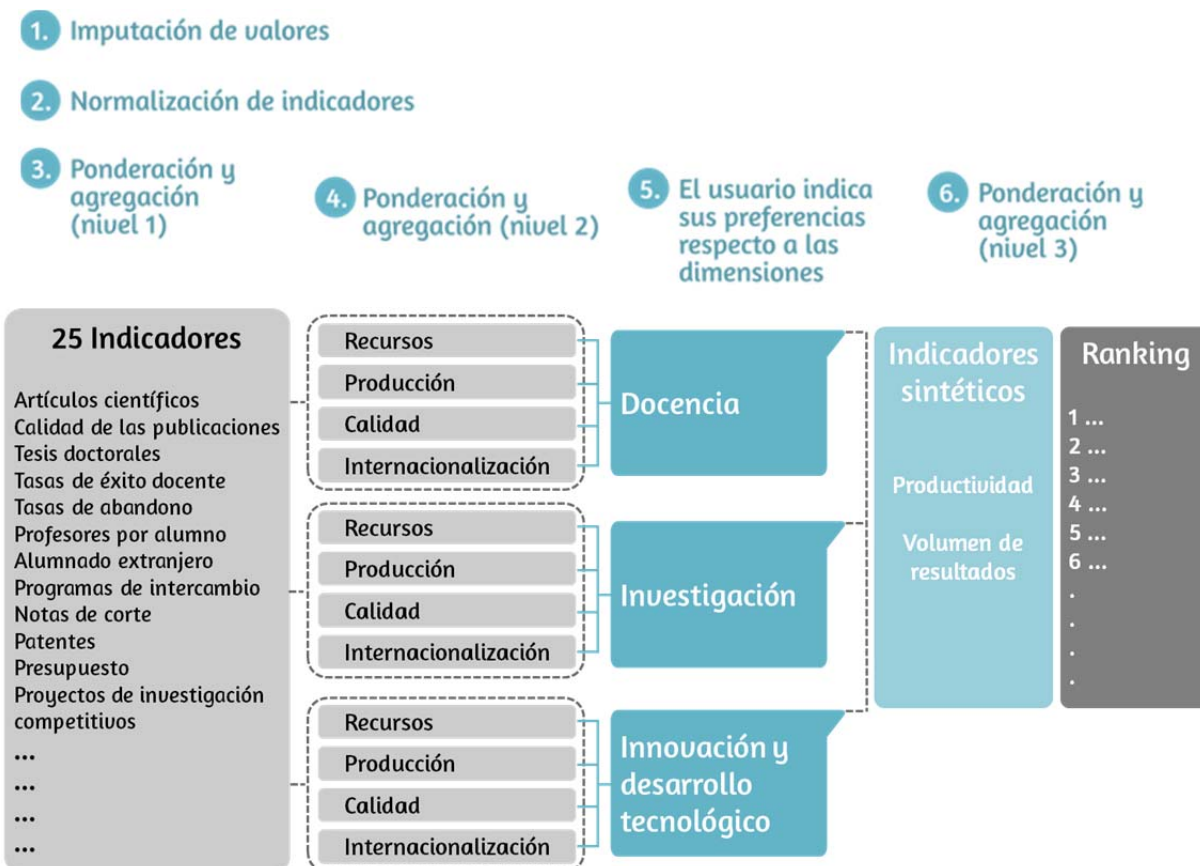 1. Imputación de valores
2. Normalización de indicadores
3. Ponderación y
agregación
(nivel 1)
4. Ponderación y
agregación (nivel 2)
5. El usuario indica
sus preferencias
respecto a las
dimensiones
6. Ponderación y
agregación
(nivel 3)
25 Indicadores
Artículos científicos
Calidad de las publicaciones
Tesis doctorales
Tasas de éxito docente
Tasas de abandono
Profesores por alumno
Alumnado extranjero
Programas de intercambio
Notas de corte
Patentes
Presupuesto
Proyectos de investigación
competitivos
...
...
...
...
Recursos
Producción
Calidad
Internacionalización
Docencia
Recursos
Producción
Calidad
Internacionalización
Investigación
Recursos
Producción
Calidad
Internacionalización
Innovación y
desarrollo
tecnológico
Indicadores
sintéticos
Productividad
Volumen de
resultados
Ranking
1 ...
2 ...
3 ...
4 ...
5 ...
6 ...
.
.
.
.